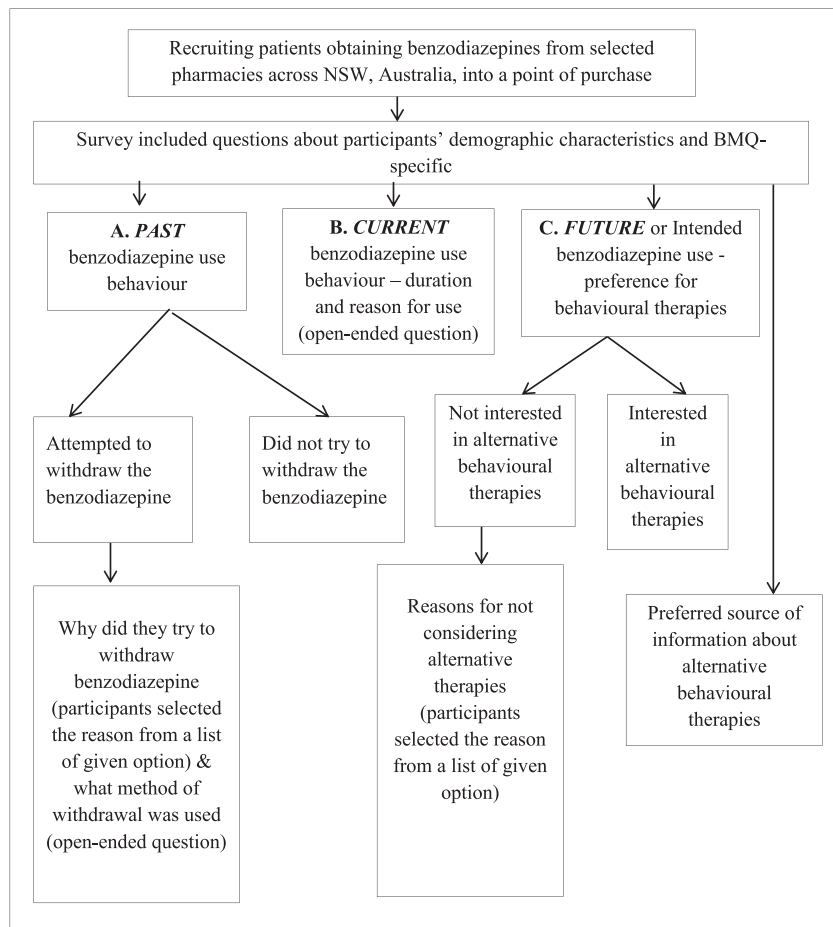 Recruiting patients obtaining benzodiazepines from selected
pharmacies across NSW, Australia, into a point of purchase
Survey included questions about participants’ demographic characteristics and BMQ-
specific
A. PAST
benzodiazepine use
behaviour
B. CURRENT
benzodiazepine use
behaviour – duration
and reason for use
(open-ended question)
C. FUTURE or Intended
benzodiazepine use -
preference for
behavioural therapies
Attempted to
withdraw the
benzodiazepine
Did not try to
withdraw the
benzodiazepine
Not interested
in alternative
behavioural
therapies
Interested
in
alternative
behavioural
therapies
Why did they try to
withdraw
benzodiazepine
(participants selected
the reason from a list
of given option) &
what method of
withdrawal was used
(open-ended question)
Reasons for not
considering
alternative
therapies
(participants
selected the reason
from a list of given
option)
Preferred source of
information about
alternative
behavioural
therapies